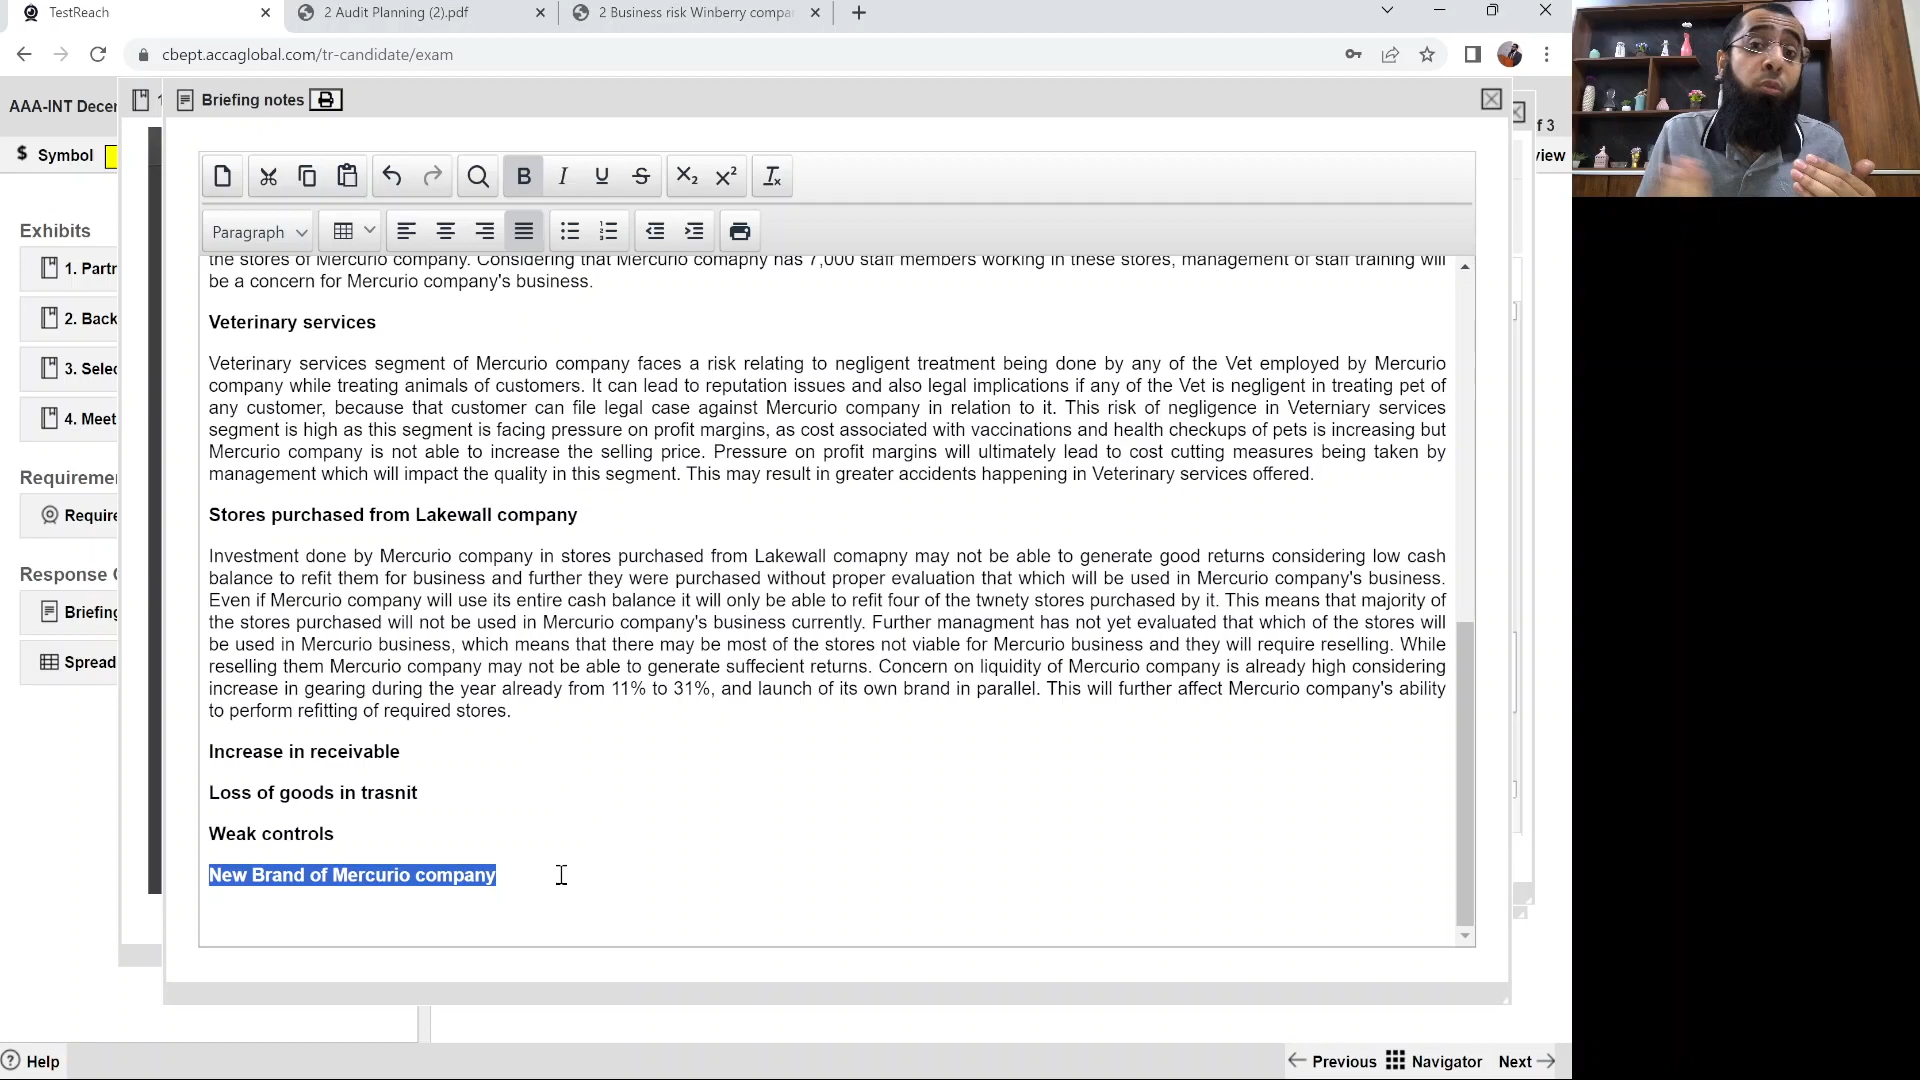 TestReach
2 Audit Planning (2).pdf
2 Business risk Winberry compa
cbept.accaglobal.com/tr-candidate/exam
AAA-INT Decer
Briefing notes
f 3
$ Symbol
view
Paragraph
Exhibits
1. Partr
2. Back
3. Selec
4. Meet
Requireme
Require
Response
Briefing
Spread
the stores of Mercurio company. Considering that Mercurio comaphy has 7,000 staff members working in these stores, management of staff training will
be a concern for Mercurio company's business.
Veterinary services
Veterinary services segment of Mercurio company faces a risk relating to negligent treatment being done by any of the Vet employed by Mercurio
company while treating animals of customers. It can lead to reputation issues and also legal implications if any of the Vet is negligent in treating pet of
any customer, because that customer can file legal case against Mercurio company in relation to it. This risk of negligence in Veterniary services
segment is high as this segment is facing pressure on profit margins, as cost associated with vaccinations and health checkups of pets is increasing but
Mercurio company is not able to increase the selling price. Pressure on profit margins will ultimately lead to cost cutting measures being taken by
management which will impact the quality in this segment. This may result in greater accidents happening in Veterinary services offered.
Stores purchased from Lakewall company
Investment done by Mercurio company in stores purchased from Lakewall comapny may not be able to generate good returns considering low cash
balance to refit them for business and further they were purchased without proper evaluation that which will be used in Mercurio company's business.
Even if Mercurio company will use its entire cash balance it will only be able to refit four of the twnety stores purchased by it. This means that majority of
the stores purchased will not be used in Mercurio company's business currently. Further managment has not yet evaluated that which of the stores will
be used in Mercurio business, which means that there may be most of the stores not viable for Mercurio business and they will require reselling. While
reselling them Mercurio company may not be able to generate suffecient returns. Concern on liquidity of Mercurio company is already high considering
increase in gearing during the year already from 11% to 31%, and launch of its own brand in parallel. This will further affect Mercurio company's ability
to perform refitting of required stores.
Increase in receivable
Loss of goods in trasnit
Weak controls
New Brand of Mercurio company
Help
Previous
Navigator
Next